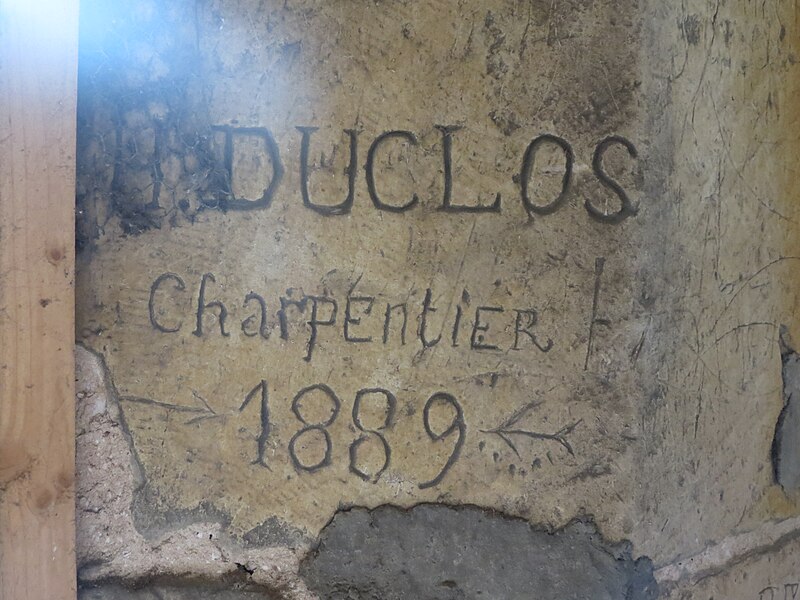 DUCLOS
CharpEntiER
1889